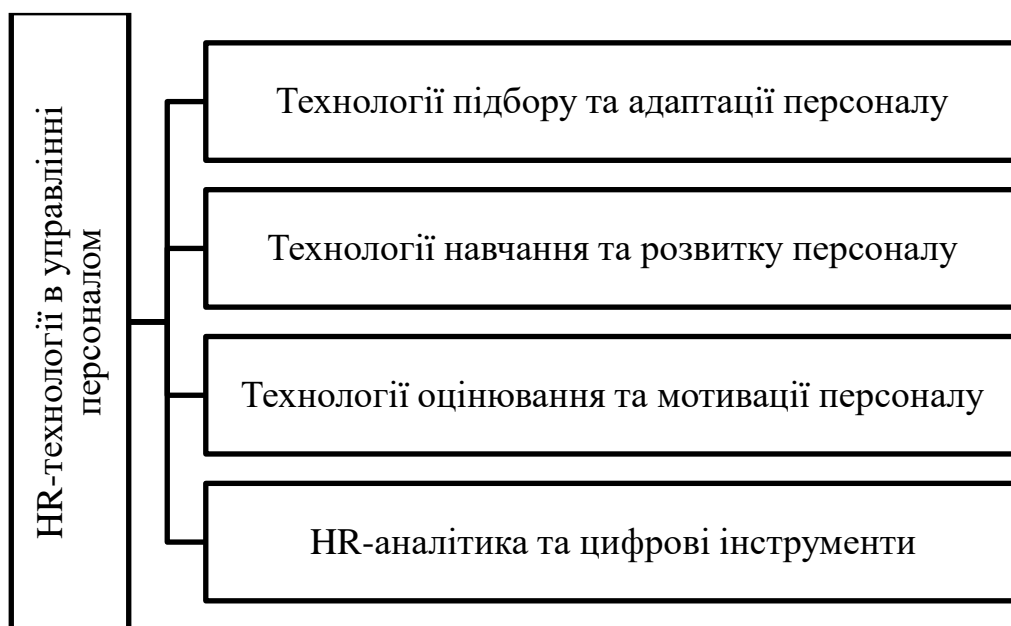 HR-технології в управлінні
персоналом
Технології підбору та адаптації персоналу
Технології навчання та розвитку персоналу
Технології оцінювання та мотивації персоналу
HR-аналітика та цифрові інструменти